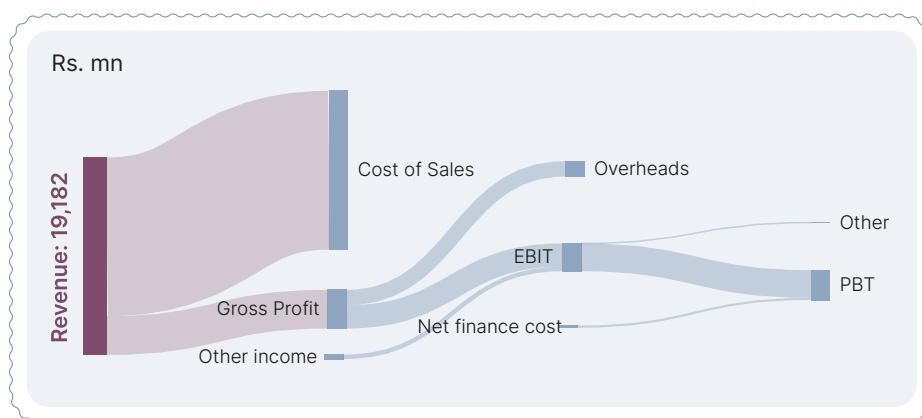 Rs. mn
Revenue: 19,182
Cost of Sales
Overheads
Other
EBIT
PBT
Gross Profit
Net finance cost
Other income